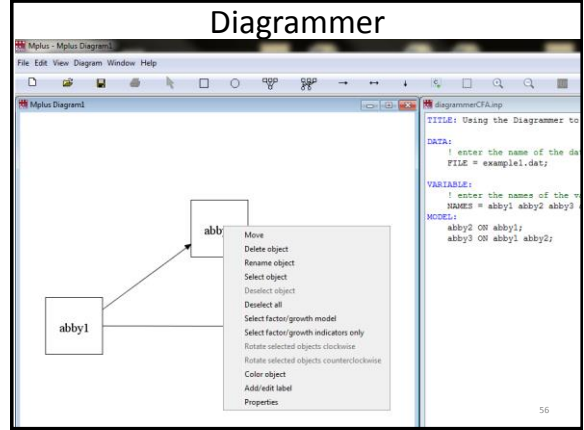 Diagrammer
Mplus - Mplus Diagram1
File Edit View Diagram Window Help
Mplus Diagram1
abby1
abb
Move
Delete object
Rename object
Select object
Deselect object
Deselect all
Select factor/growth model
Select factor/growth indicators only
Rotate selected objects clockwise
Rotate selected objects counterclockwise
Color object
Add/edit label
Properties
diagrammerCFA.inp
TITLE: Using the Diagrammer to
DATA:
! enter the name of the da
FILE = example1.dat;
VARIABLE:
! enter the names of the v
NAMES = abby1 abby2 abby3
MODEL:
abby2 ON abby1;
abby3 ON abby1 abby2;
56